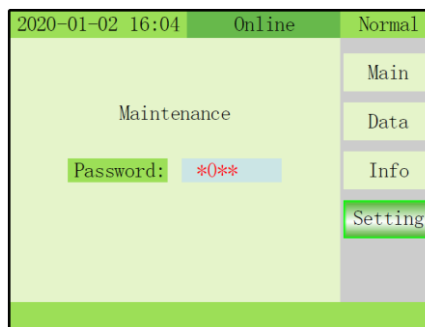 2020-01-02 16:04 Online Normal
Main
Maintenance
Data
Password: *0**
Info
Setting